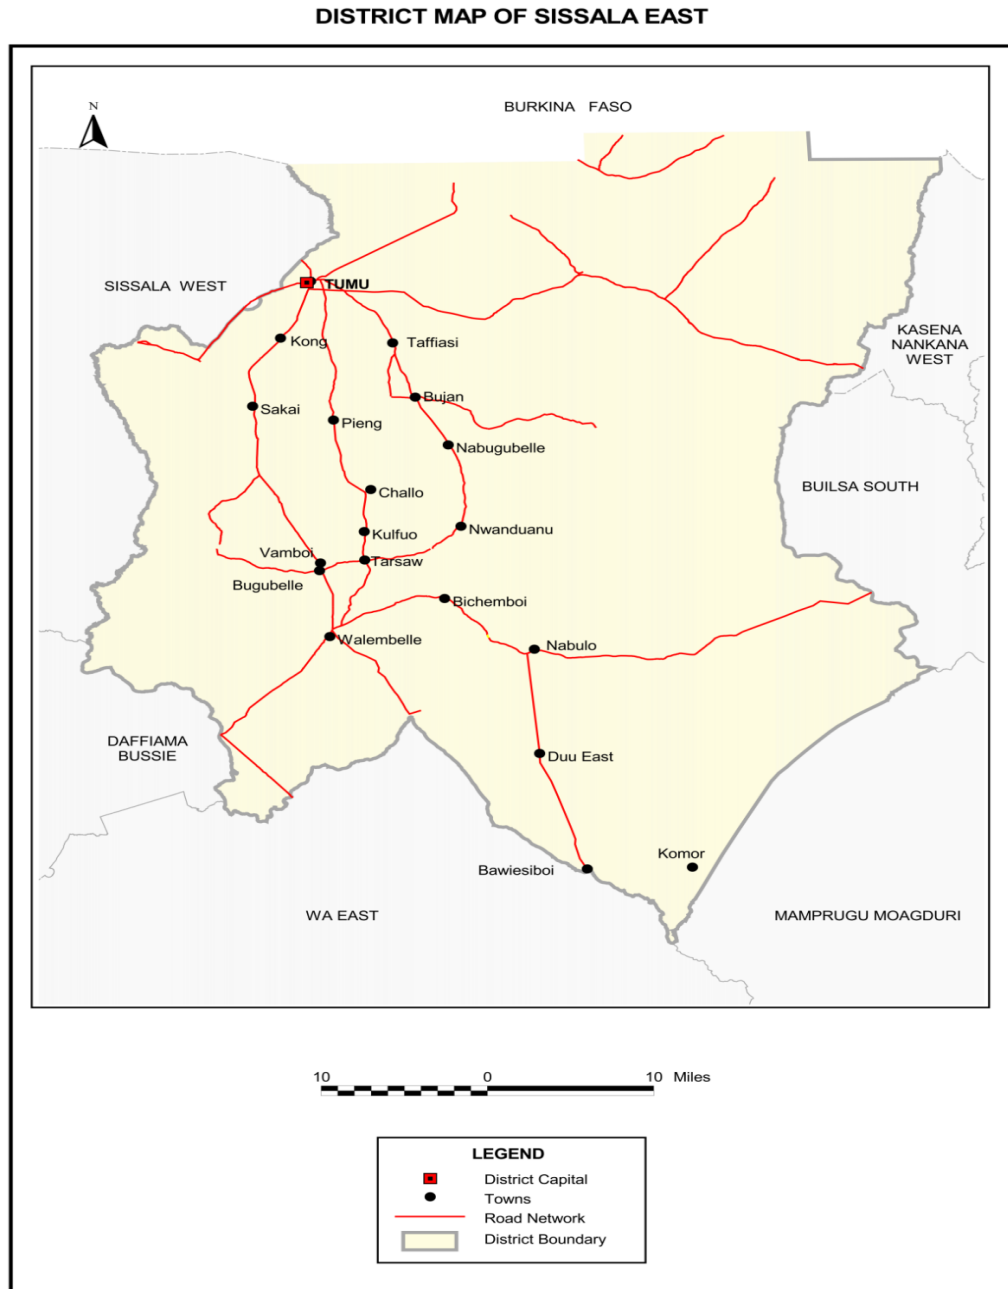 DISTRICT MAP OF SISSALA EAST
N
BURKINA FASO
SISSALA WEST
TUMU
KASENA
NANKANA
WEST
Kong
Taffiasi
Bujan
Sakai
Pieng
Nabugubelle
Challo
BUILSA SOUTH
Kulfuo
Nwanduanu
Vamboi
Tarsaw
Bugubelle
Bichemboi
Walembelle
Nabulo
DAFFIAMA
BUSSIE
Duu East
Komor
Bawiesiboi
WA EAST
MAMPRUGU MOAGDURI
10 0 10 Miles
LEGEND
District Capital
Towns
Road Network
District Boundary